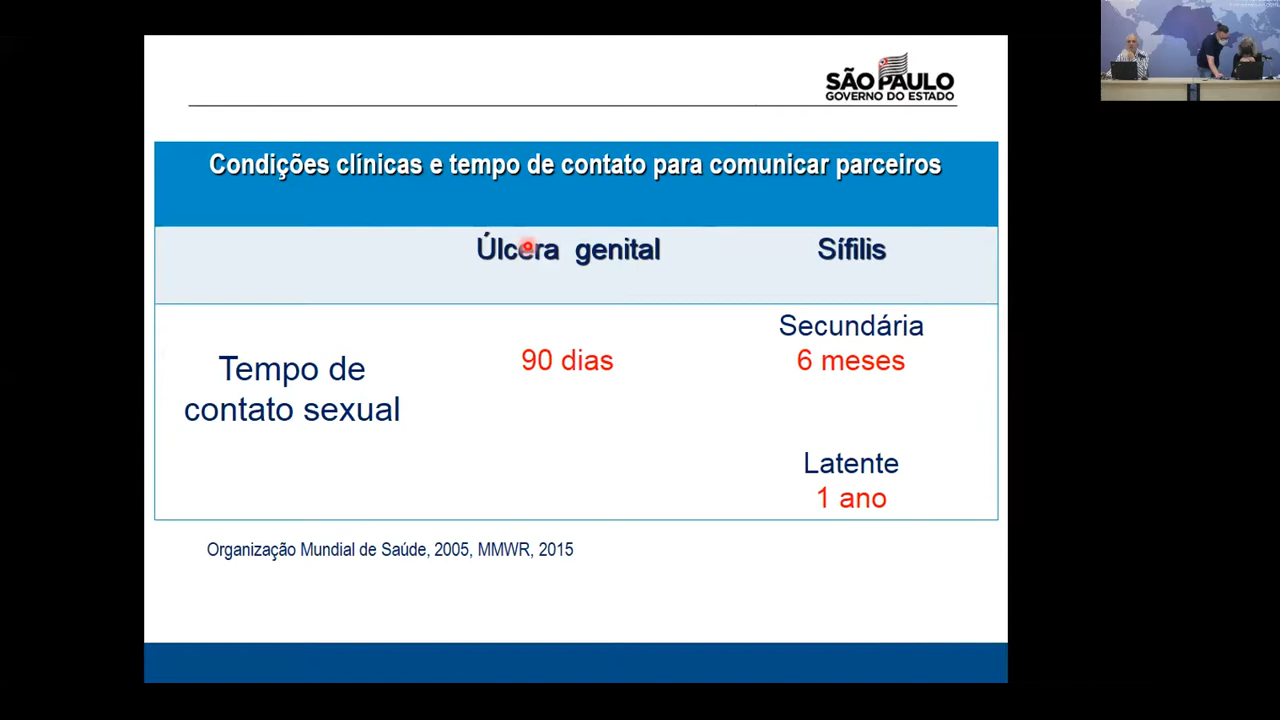 SÃO PAULO
GOVERNO DO ESTADO
Condições clínicas e tempo de contato para comunicar parceiros
Úlcera genital
Sífilis
Tempo de
contato sexual
90 dias
Secundária
6 meses
Latente
1 ano
Organização Mundial de Saúde, 2005, MMWR, 2015